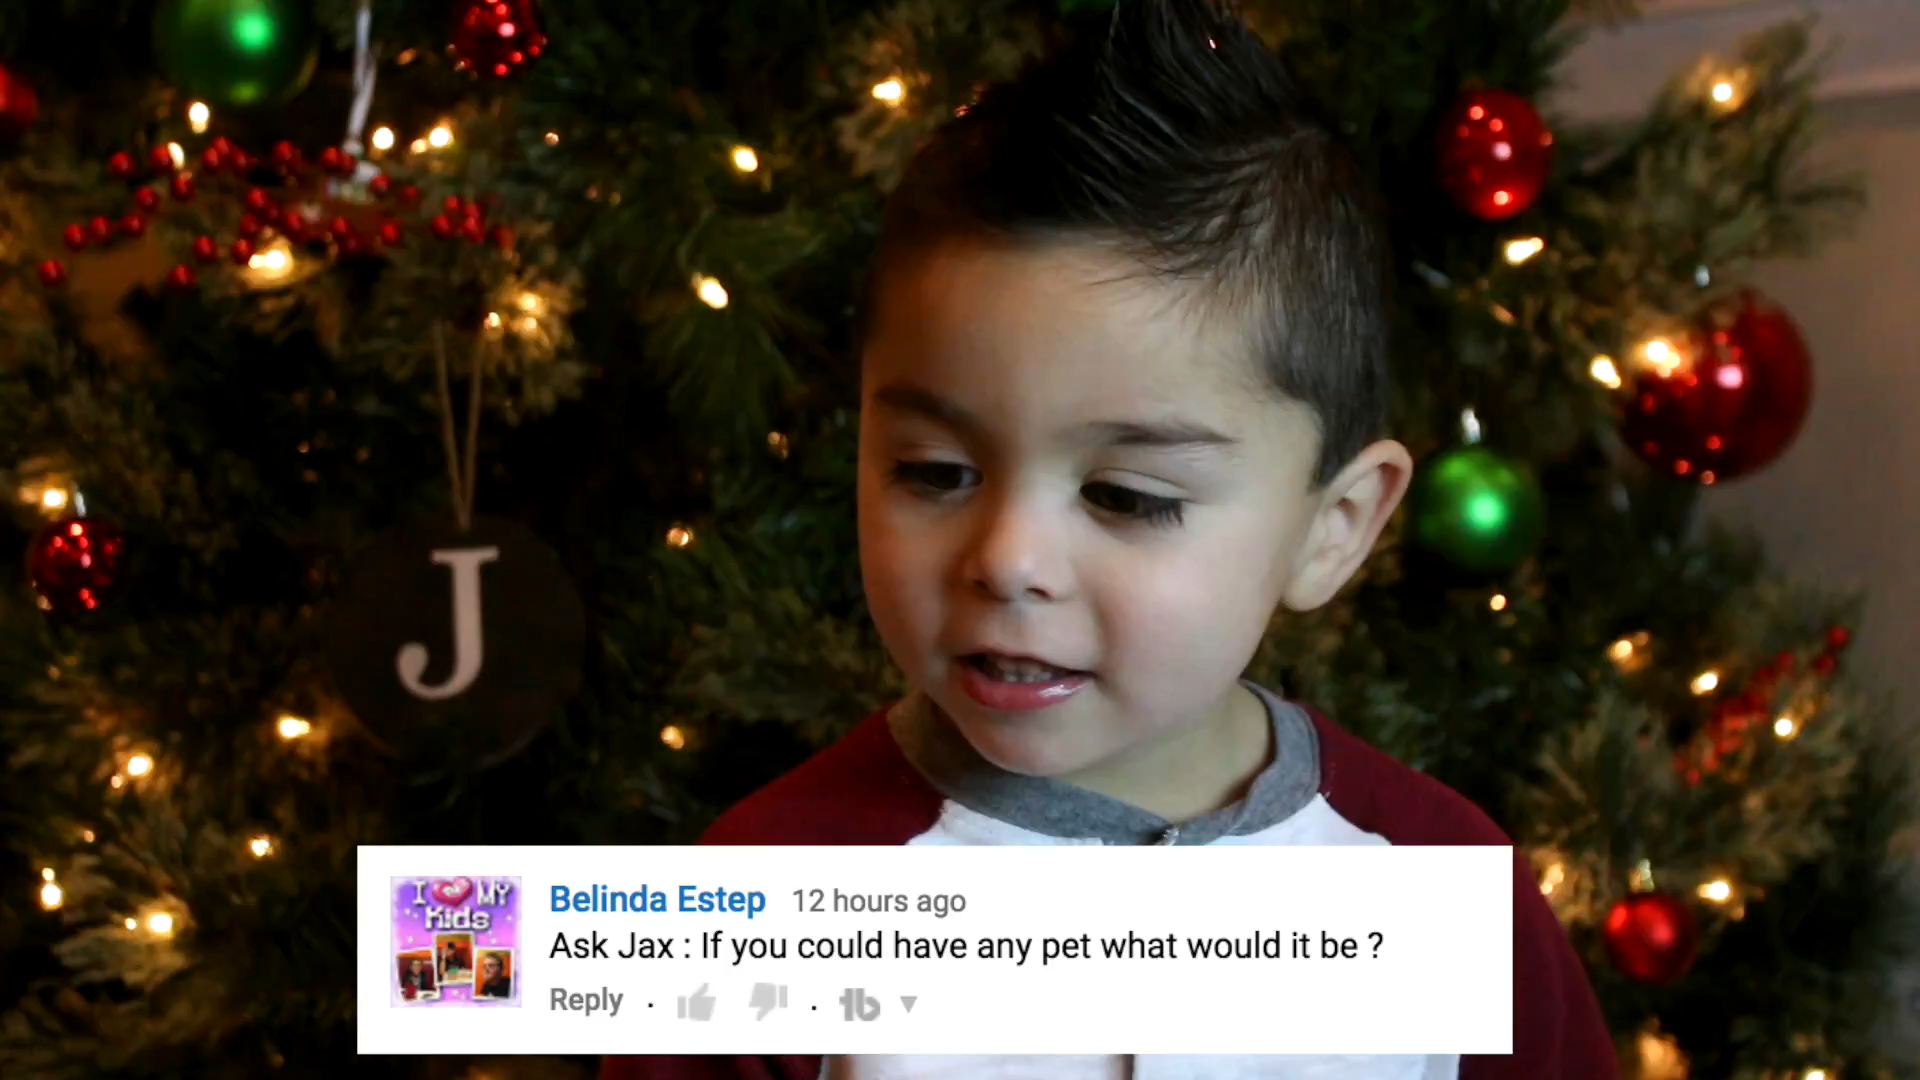 J
I MY
Kids
Belinda Estep 12 hours ago
Ask Jax : If you could have any pet what would it be ?
Reply